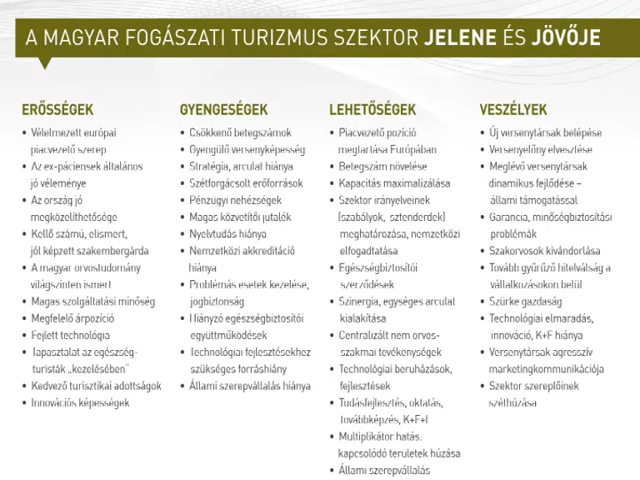 A MAGYAR FOGÁSZATI TURIZMUS SZEKTOR JELENE ÉS JÖVŐJE
ERŐSSÉGEK
• Vélelmezett európai
piacvezető szerep
• Az ex-páciensek általános
jó véleménye
• Az ország jó
megközelíthetősége
• Kellő számú, elismert,
jól képzett szakembergárda
• A magyar orvostudomány
világszinten ismert
• Magas szolgáltatási minőség
• Megfelelő árpozíció
• Fejlett technológia
• Tapasztalat az egészség-
turisták „kezelésében"
• Kedvező turisztikai adottságok
• Innovációs képességek
GYENGESÉGEK
• Csökkenő betegszámok
• Gyengülő versenyképesség
• Stratégia, arculat hiánya
• Szétforgácsolt erőforrások
• Pénzügyi nehézségek
• Magas közvetítői jutalék
• Nyelvtudás hiánya
• Nemzetközi akkreditáció
hiánya
• Problémás esetek kezelése,
jogbiztonság
• Hiányzó egészségbiztosítói
együttműködések
• Technológiai fejlesztésekhez
szükséges forráshiány
• Állami szerepvállalás hiánya
LEHETŐSÉGEK
• Piacvezető pozíció
megtartása Európában
• Betegszám növelése
• Kapacitás maximalizálása
• Szektor irányelveinek
(szabályok, sztenderdek)
meghatározása, nemzetközi
elfogadtatása
• Egészségbiztosítói
szerződések
• Szinergia, egységes arculat
kialakítása
• Centralizált nem orvos-
szakmai tevékenységek
• Technológiai beruházások,
fejlesztések
• Tudásfejlesztés, oktatás,
továbbképzés, K+F+I
• Multiplikátor hatás:
kapcsolódó területek húzása
• Állami szerepvállalás
VESZÉLYEK
• Új versenytársak belépése
• Versenyelőny elvesztése
• Meglévő versenytársak
dinamikus fejlődése –
állami támogatással
• Garancia, minőségbiztosítási
problémák
• Szakorvosok kivándorlása
• Tovább gyűrűző hitelválság a
vállalkozásokon belül
• Szürke gazdaság
• Technológiai elmaradás,
innováció, K+F hiánya
• Versenytársak agresszív
marketingkommunikációja
• Szektor szereplőinek
széthúzása